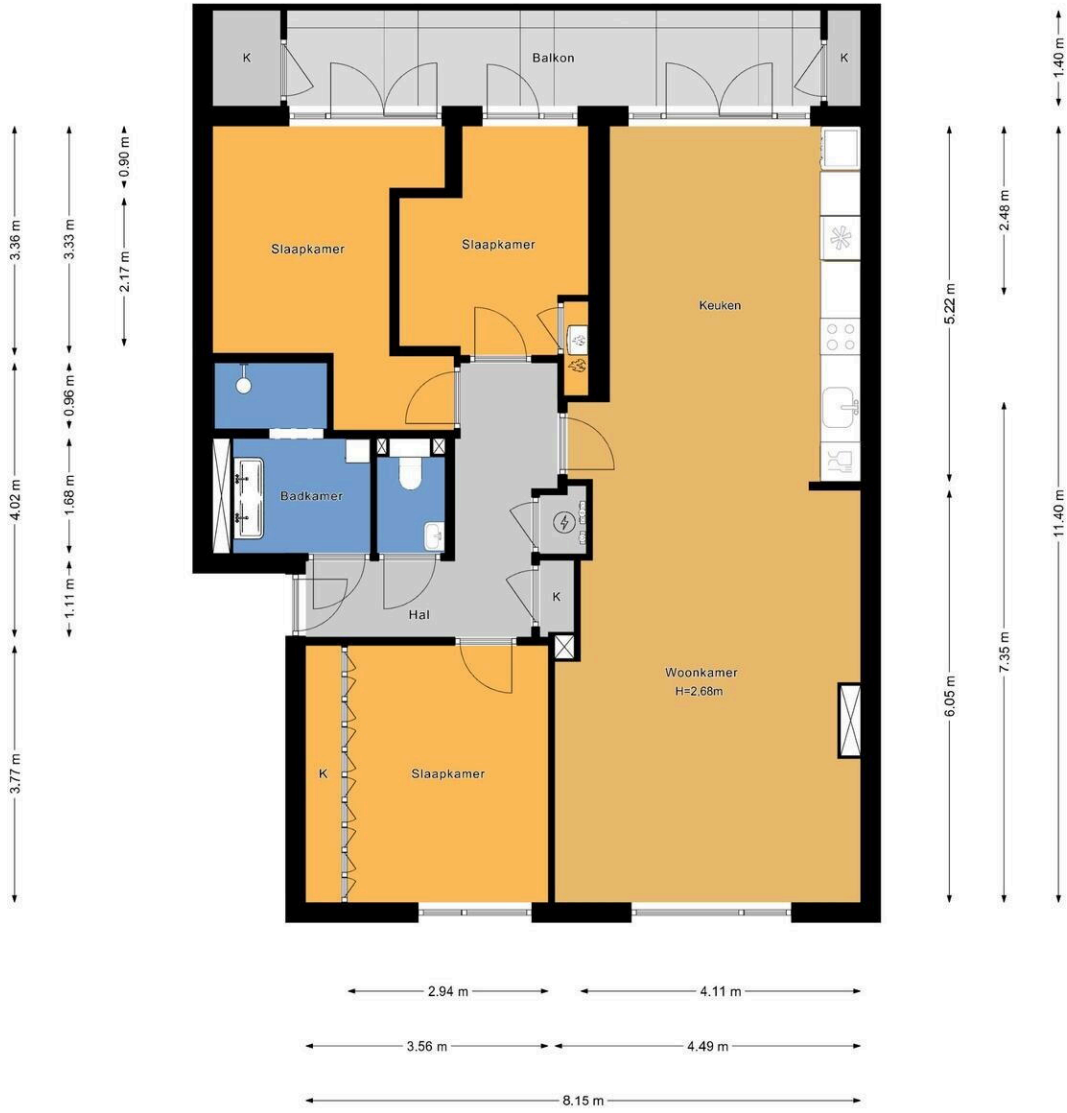 K
Balkon
K
1.40 m
0.90 m
3.36 m
3.33 m
2.17 m
2.48 m
Slaapkamer
Slaapkamer
Keuken
5.22 m
0.96 m
4.02 m
1.68 m
Badkamer
11.40 m
1.11 m
Hal
K
7.35 m
Woonkamer
H=2,68m
6.05 m
3.77 m
K
Slaapkamer
2.94 m
4.11 m
3.56 m
4.49 m
8.15 m